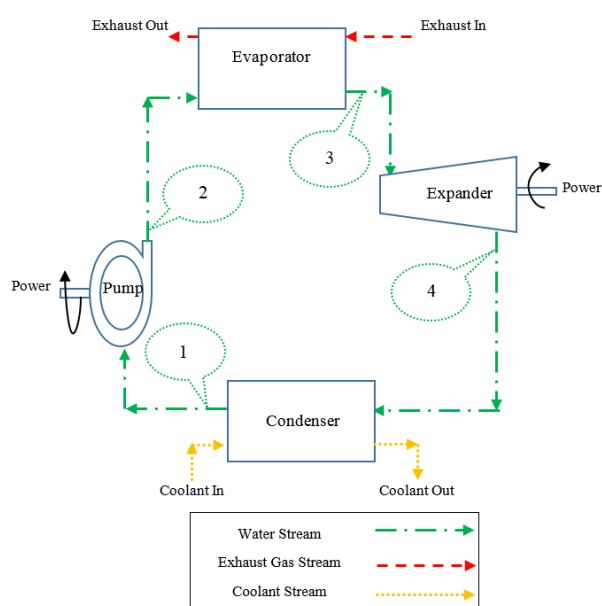 Exhaust Out
Exhaust In
Evaporator
3
2
Expander
Power
Power
Pump
4
1
Condenser
Coolant In
Coolant Out
Water Stream
Exhaust Gas Stream
Coolant Stream